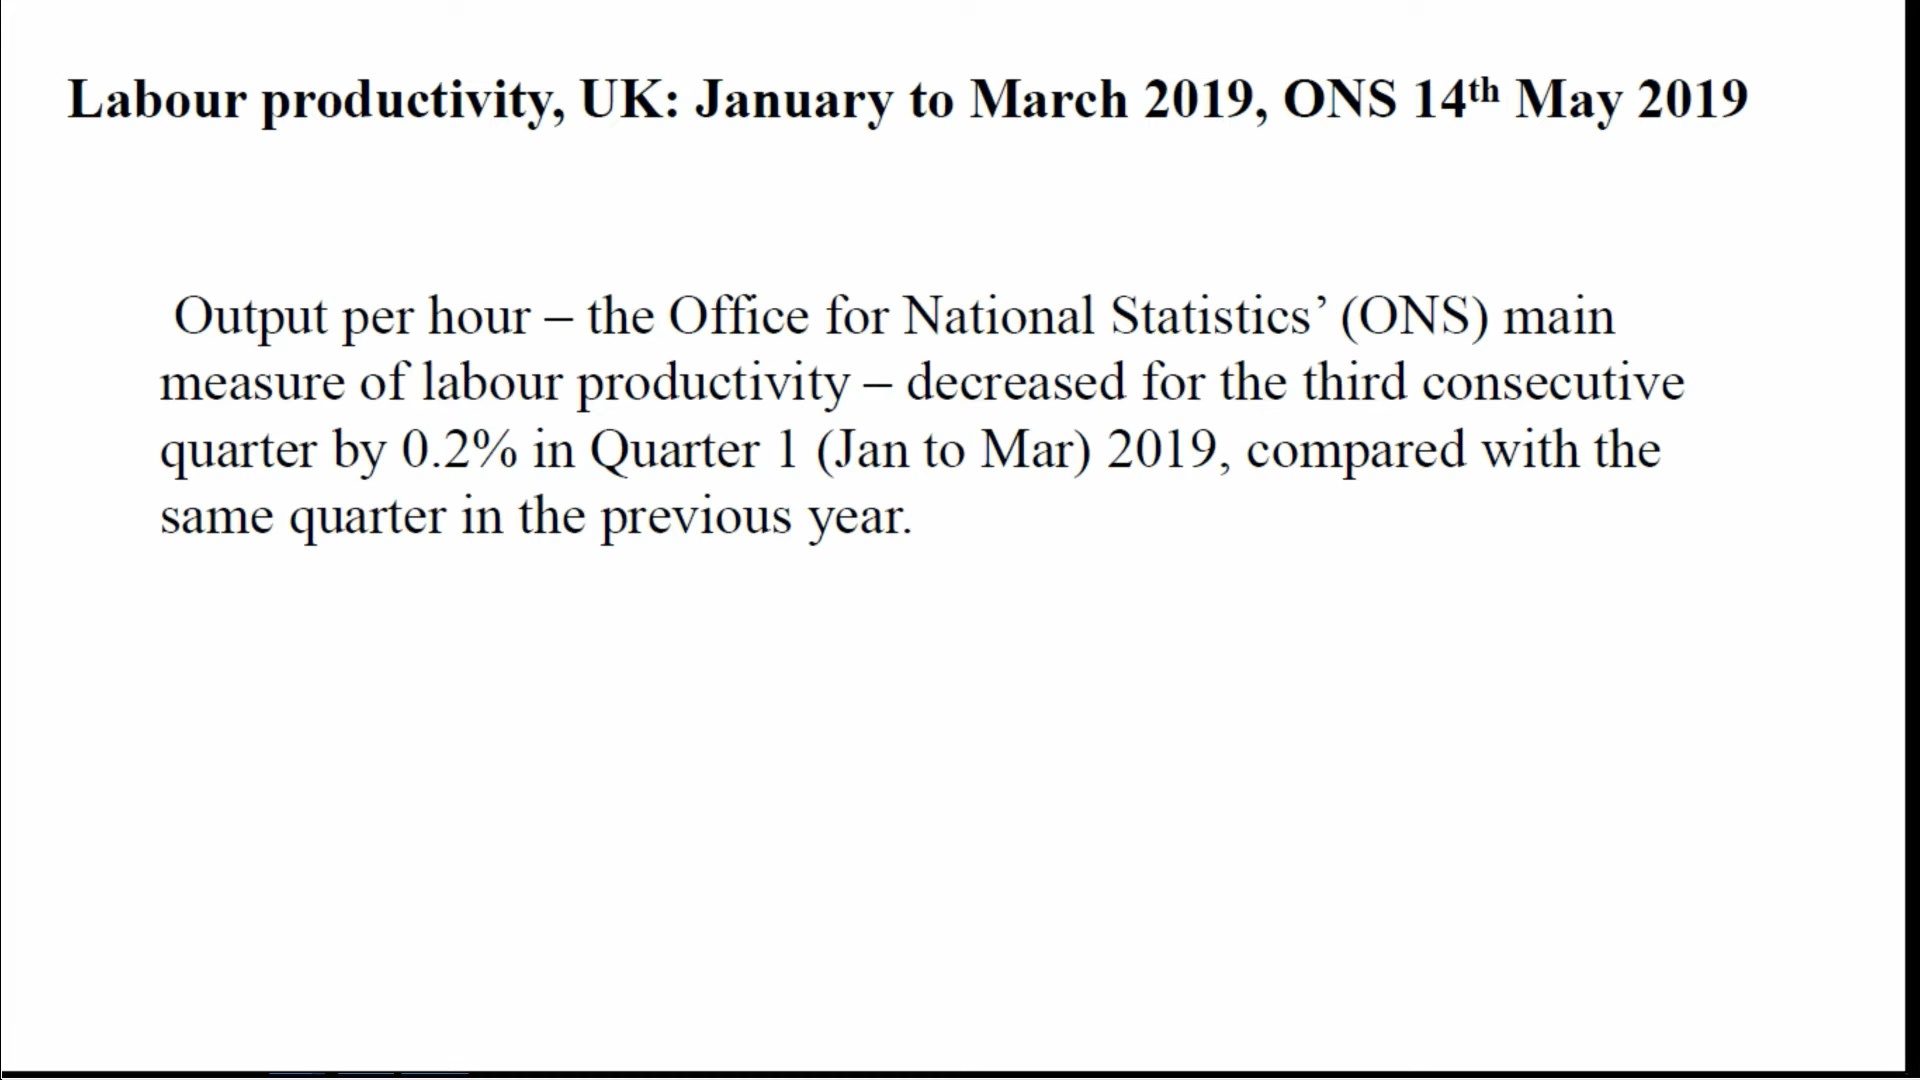 Labour productivity, UK: January to March 2019, ONS 14th May 2019
Output per hour – the Office for National Statistics’ (ONS) main
measure of labour productivity – decreased for the third consecutive
quarter by 0.2% in Quarter 1 (Jan to Mar) 2019, compared with the
same quarter in the previous year.